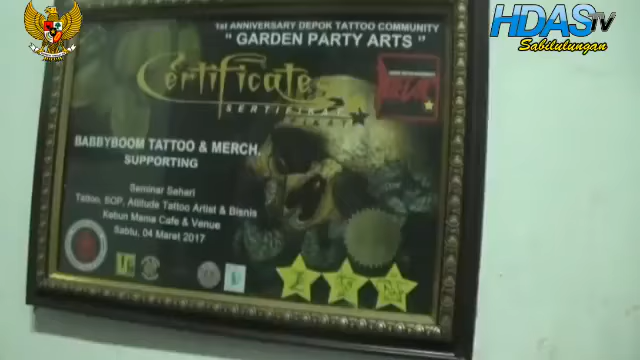 HDAS TV
Sabilulungan
1st ANNIVERSARY DEPOK TATTOO COMMUNITY
" GARDEN PARTY ARTS "
Certificate
BABBYBOOM TATTOO & MERCH.
SUPPORTING
Seminar Sehari
Tattoo, SOP, Attitude Tattoo Artist & Bisnis
Kebun Mama Cafe & Venue
Sabtu, 04 Maret 2017